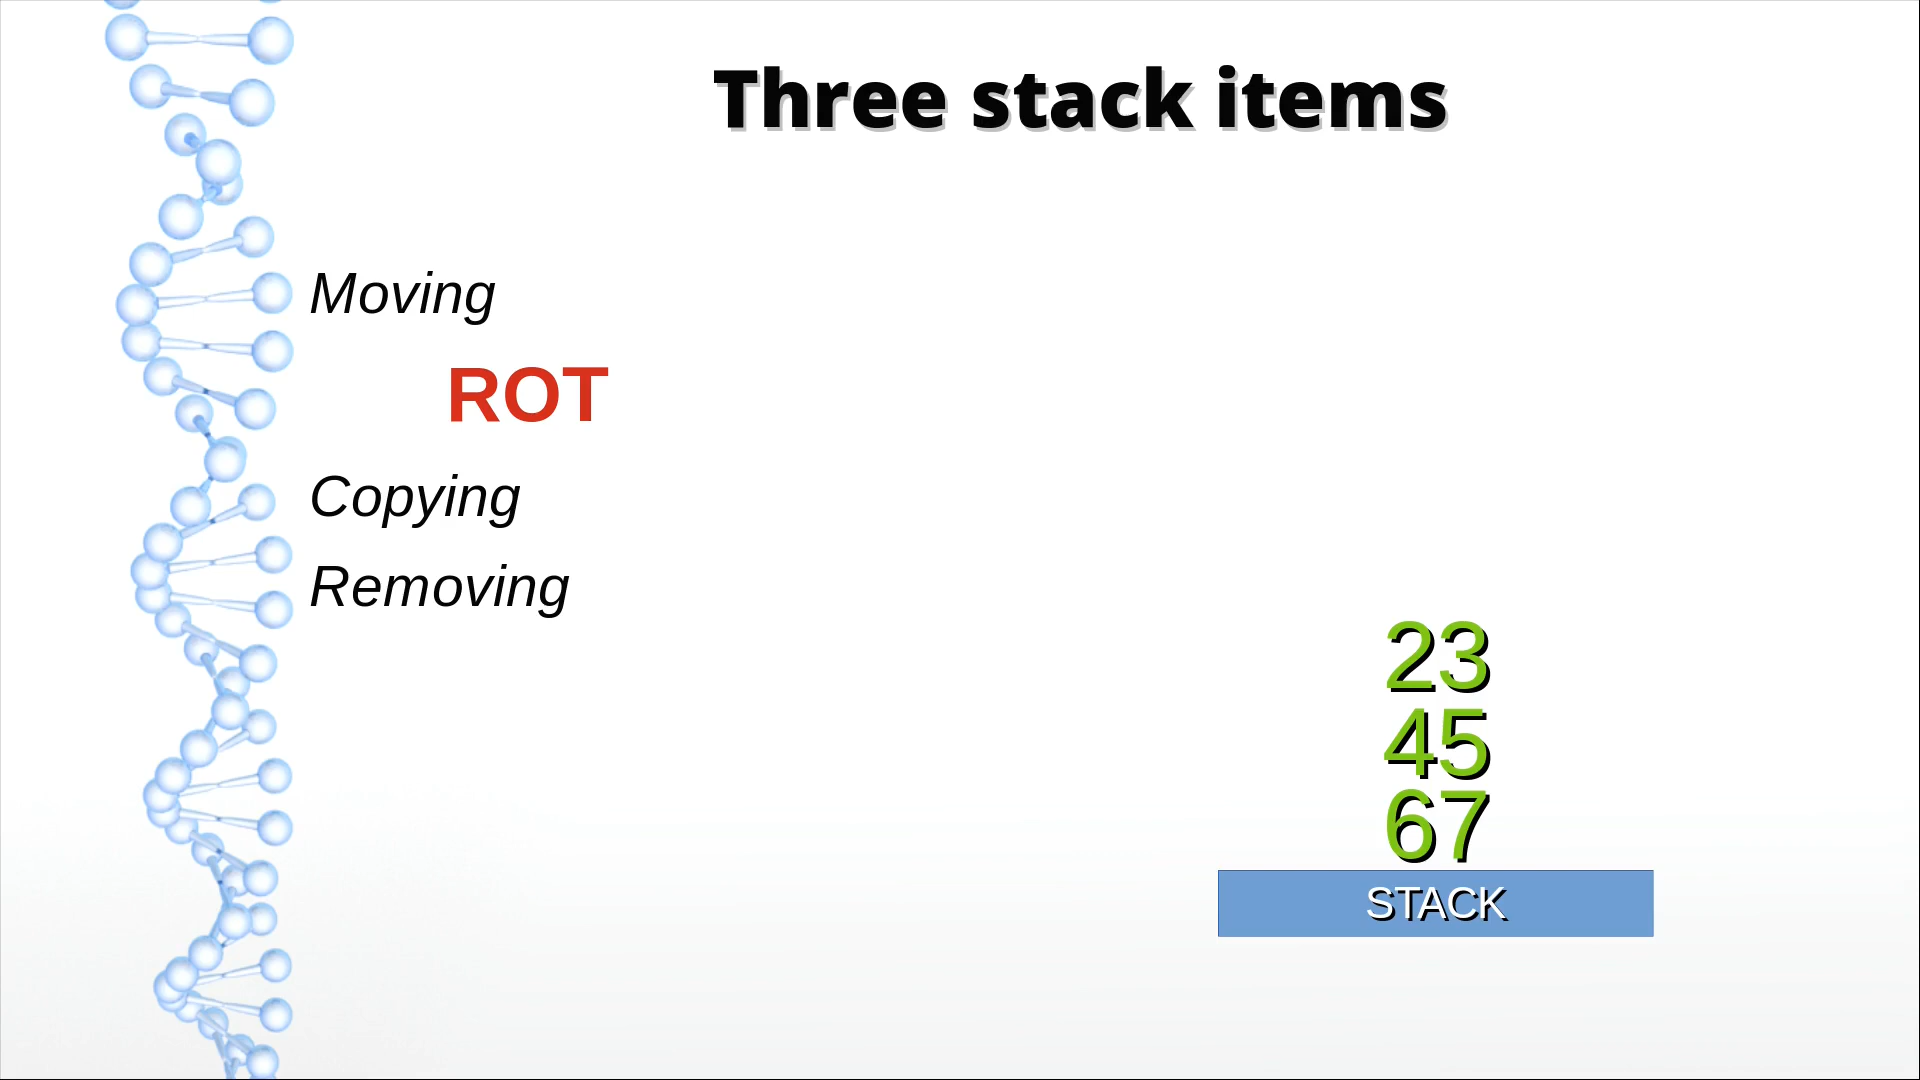 Three stack items
Moving
ROT
Copying
Removing
23
45
67
STACK